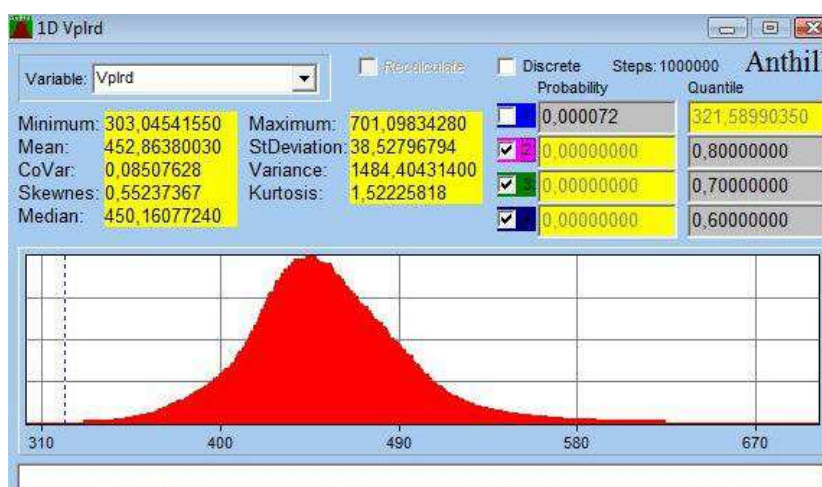 1D Vplrd
Variable: Vplrd
Recalculate
Discrete Steps: 1000000 Anthill
Probability Quantile
Minimum: 303,04541550 Maximum: 701,09834280
Mean: 452,86380030 StDeviation: 38,52796794
CoVar: 0,08507628 Variance: 1484,40431400
Skewnes: 0,55237367 Kurtosis: 1,52225818
Median: 450,16077240
1 0,000072 321,58990350
2 0,00000000 0,80000000
3 0,00000000 0,70000000
0,00000000 0,60000000
310 400 490 580 670